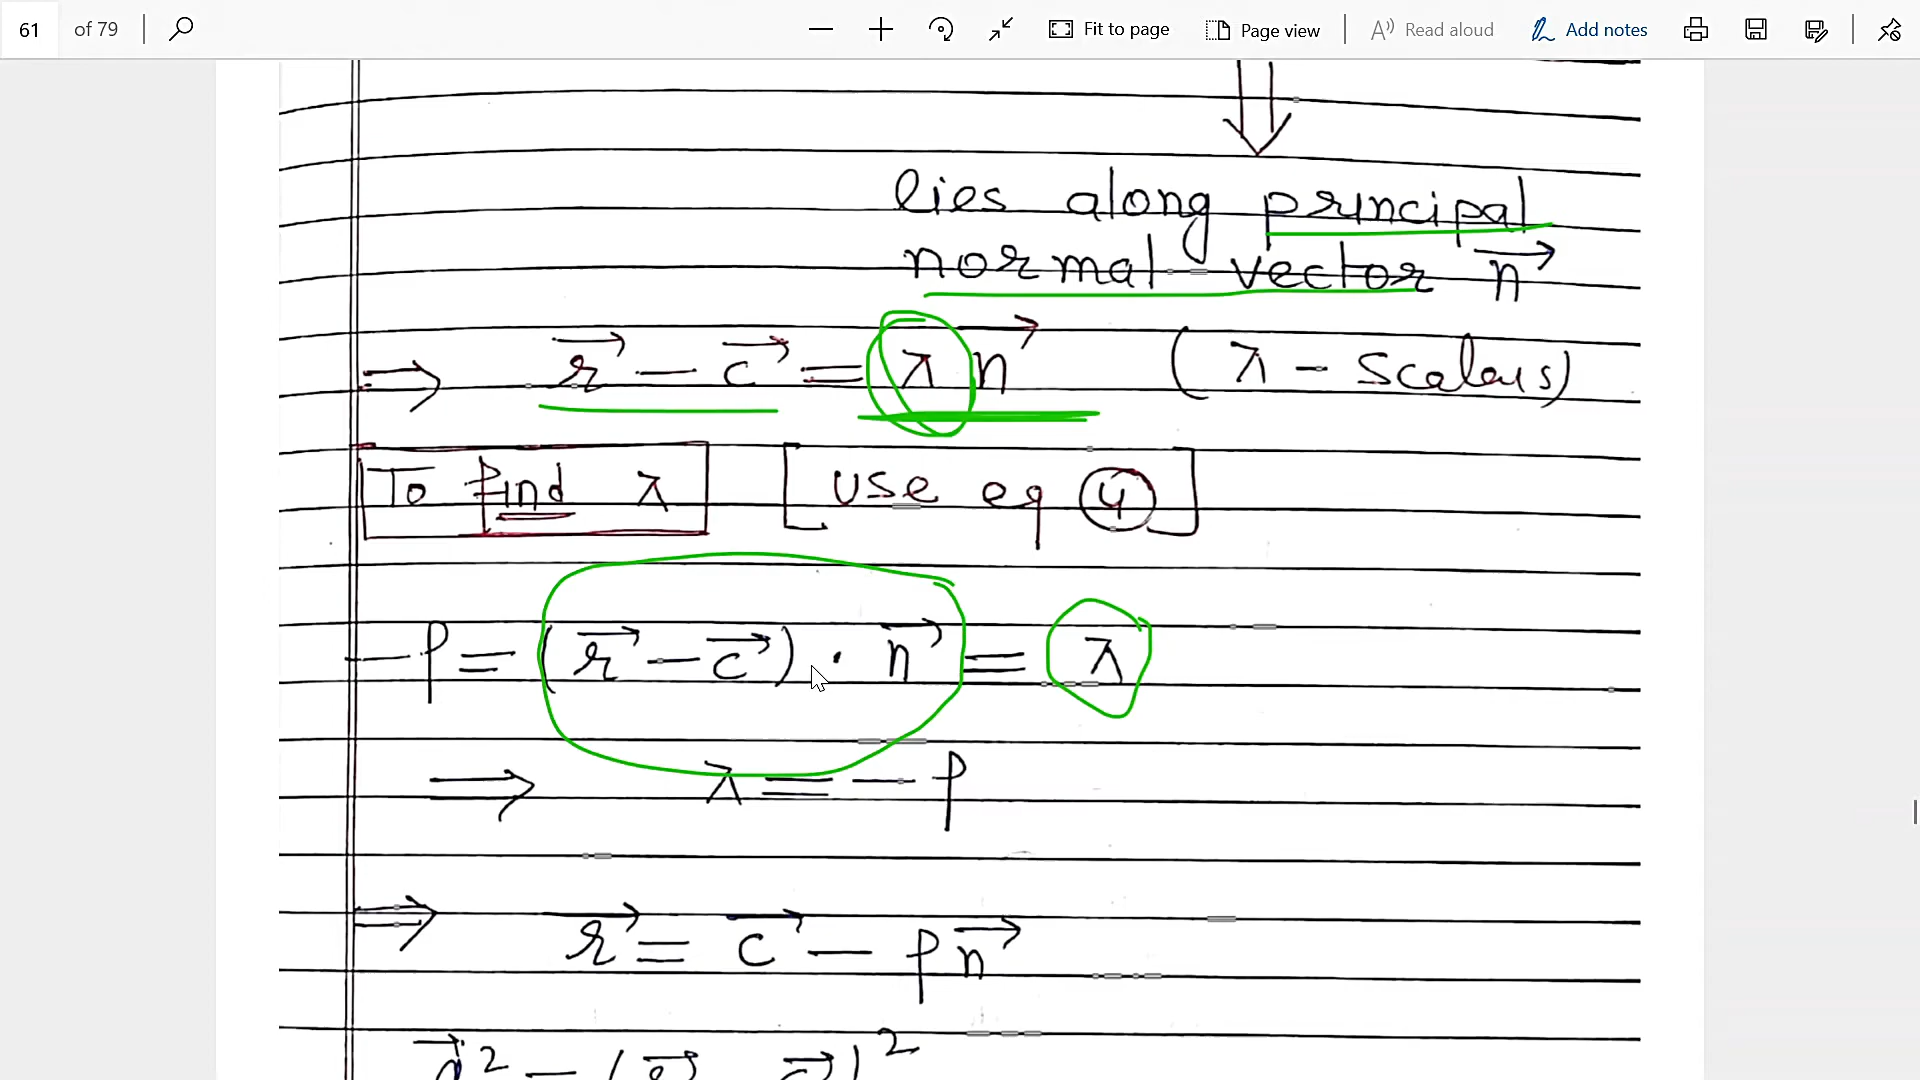 61 of 79 Fit to page Page view Read aloud Add notes
lies along principal
normal vector n⃗
⟹ r⃗ − c⃗ = λ n⃗ ( λ − scalars)
To find λ [use eq ④]
−ρ = (r⃗ − c⃗) · n⃗ = λ
⟹ λ = −ρ
⟹ r⃗ = c⃗ − ρn⃗